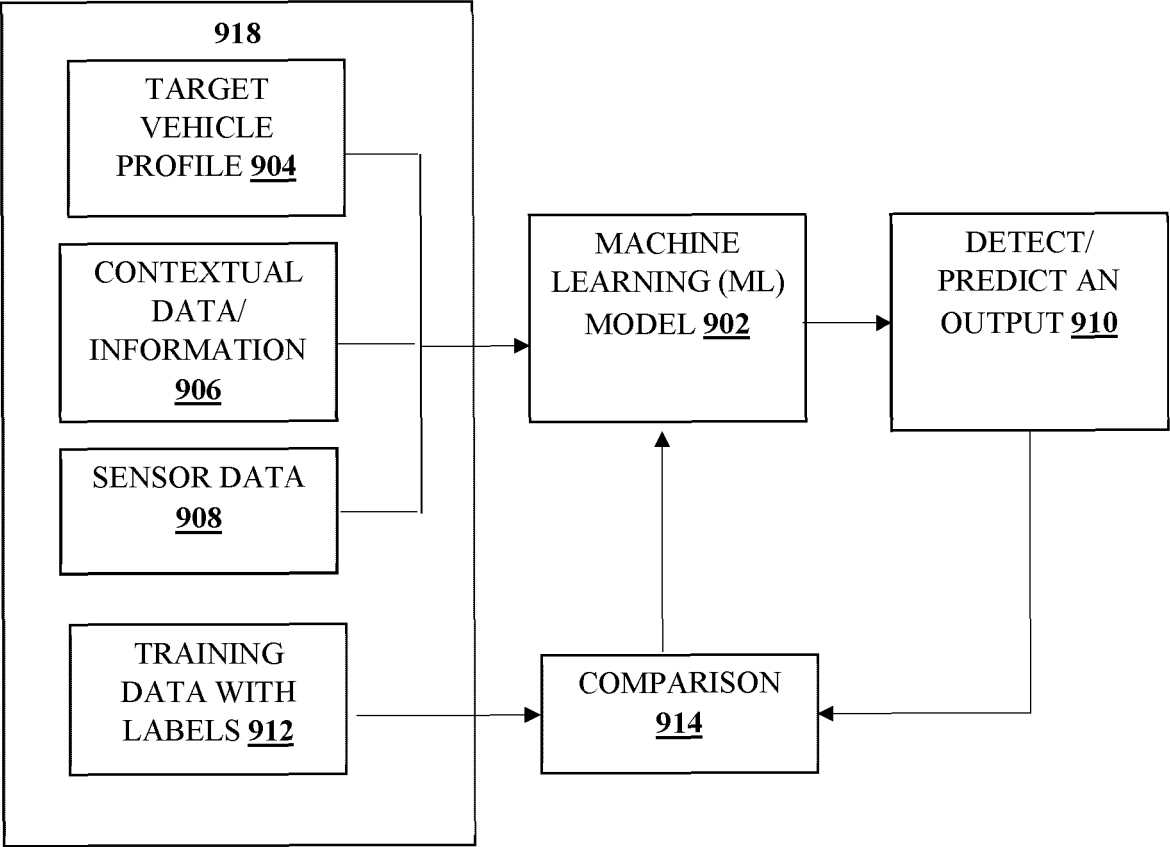 918
TARGET
VEHICLE
PROFILE 904
CONTEXTUAL
DATA/
INFORMATION
906
SENSOR DATA
908
TRAINING
DATA WITH
LABELS 912
MACHINE
LEARNING (ML)
MODEL 902
DETECT/
PREDICT AN
OUTPUT 910
COMPARISON
914